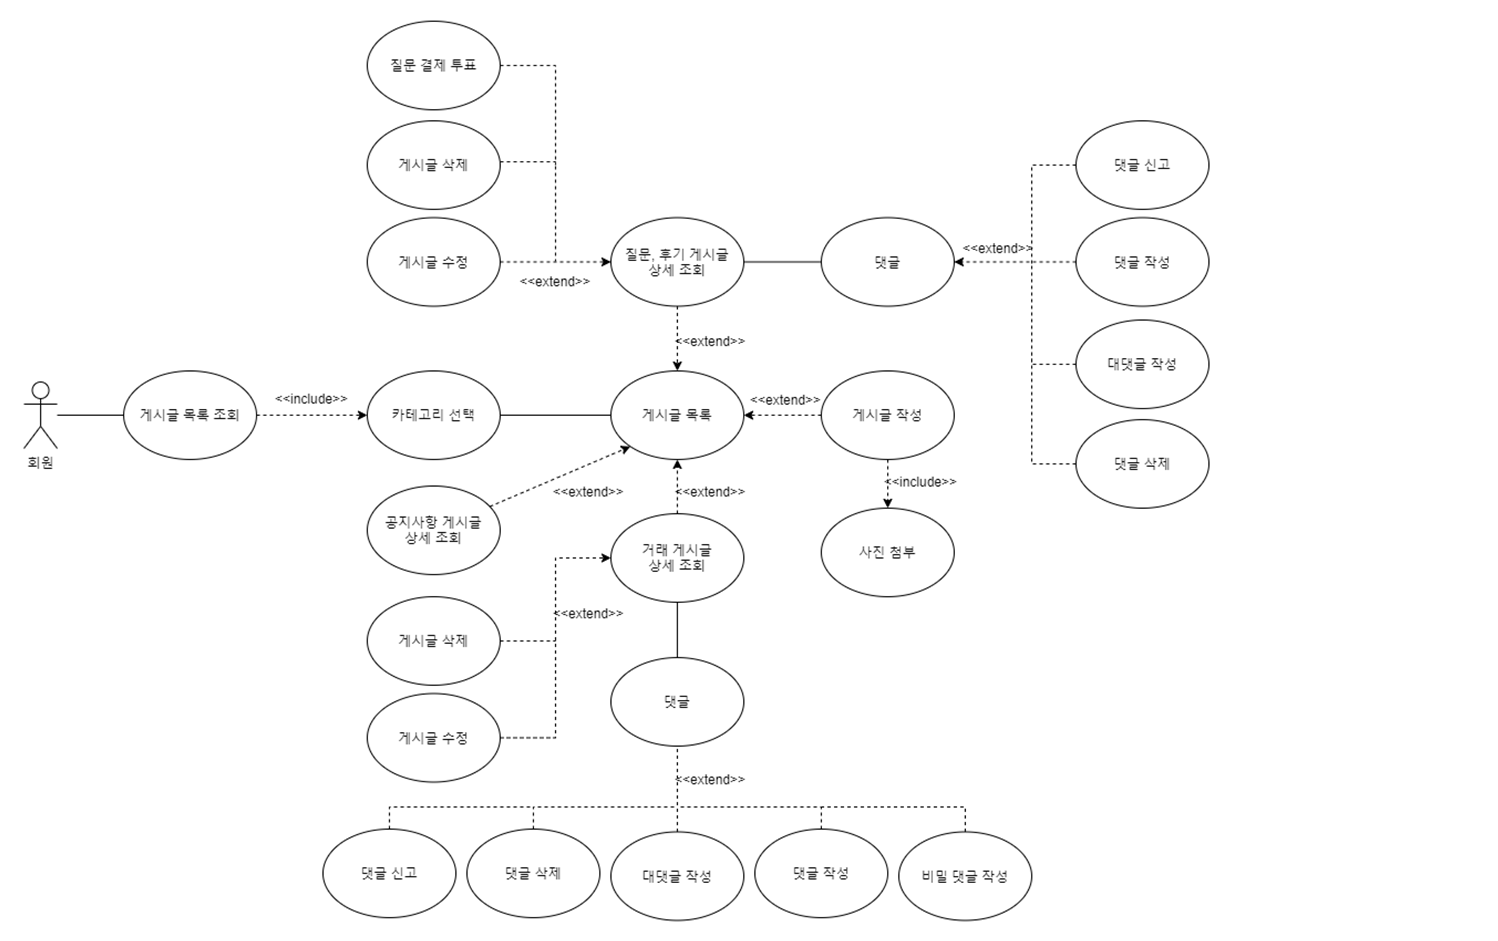 질문 결제 투표
게시글 삭제
댓글 신고
게시글 수정
<<extend>>
질문, 후기 게시글
상세 조회
댓글
<<extend>>
댓글 작성
<<extend>>
대댓글 작성
회원
게시글 목록 조회
<<include>>
카테고리 선택
게시글 목록
<<extend>>
게시글 작성
댓글 삭제
<<include>>
공지사항 게시글
상세 조회
<<extend>>
<<extend>>
거래 게시글
상세 조회
사진 첨부
<<extend>>
게시글 삭제
댓글
게시글 수정
<<extend>>
댓글 신고
댓글 삭제
대댓글 작성
댓글 작성
비밀 댓글 작성